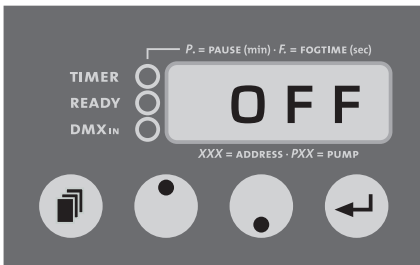 P. = PAUSE (min) · F. = FOGTIME (sec)
TIMER
READY
DMX IN
OFF
XXX = ADDRESS · PXX = PUMP